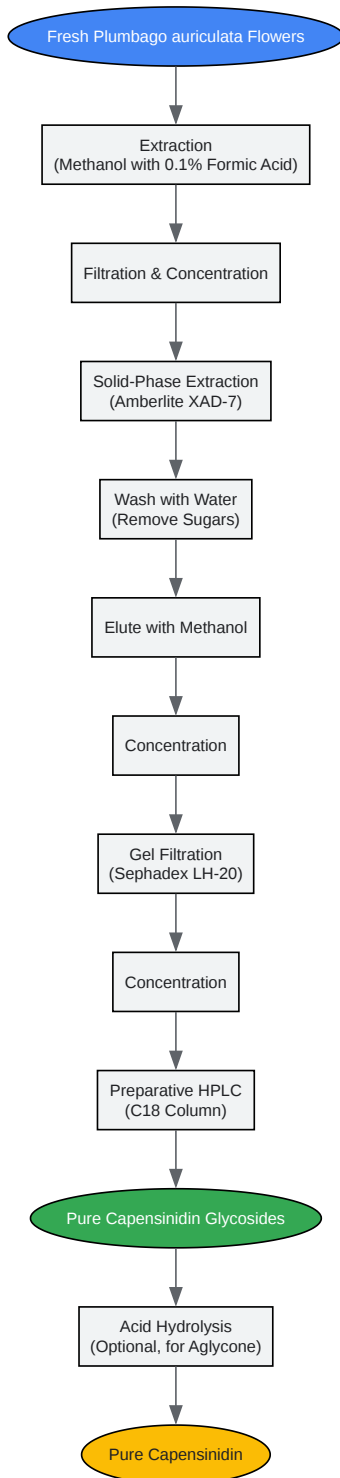 Fresh Plumbago auriculata Flowers
Extraction
(Methanol with 0.1% Formic Acid)
Filtration & Concentration
Solid-Phase Extraction
(Amberlite XAD-7)
Wash with Water
(Remove Sugars)
Elute with Methanol
Concentration
Gel Filtration
(Sephadex LH-20)
Concentration
Preparative HPLC
(C18 Column)
Pure Capensinidin Glycosides
Acid Hydrolysis
(Optional, for Aglycone)
Pure Capensinidin